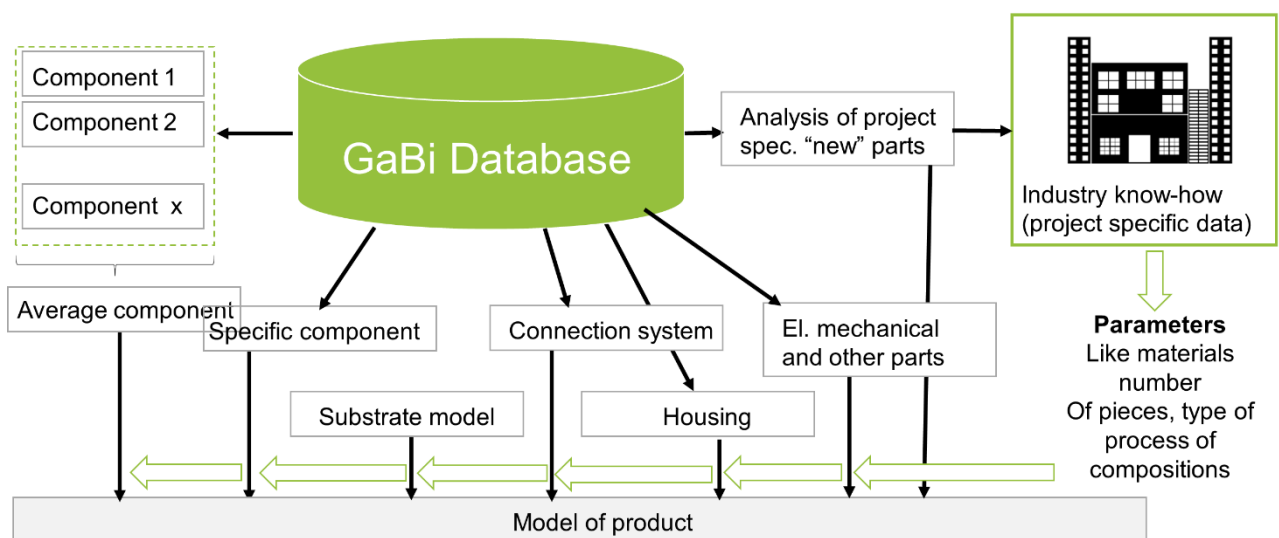 Component 1
Component 2
Component x
GaBi Database
Analysis of project
spec. “new” parts
Industry know-how
(project specific data)
Average component
Specific component
Connection system
El. mechanical
and other parts
Substrate model
Housing
Parameters
Like materials
number
Of pieces, type of
process of
compositions
Model of product